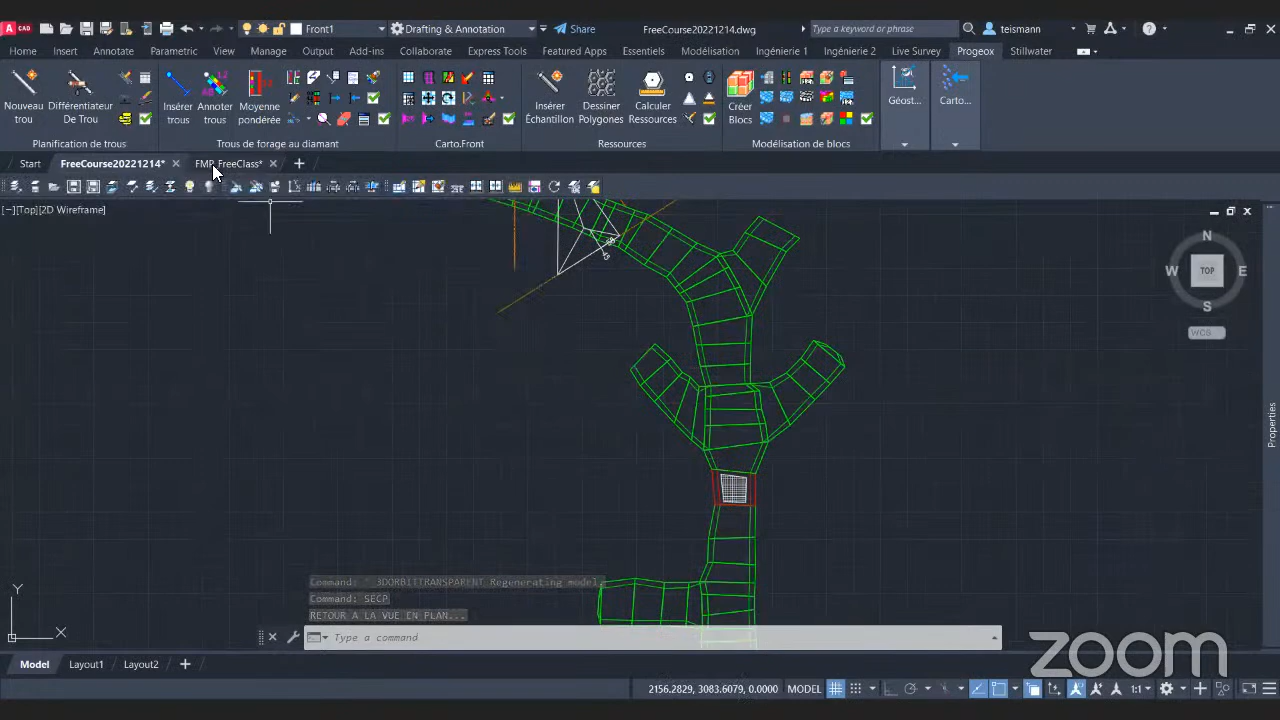 A CAD Front1 Drafting & Annotation Share FreeCourse20221214.dwg Type a keyword or phrase teismann
Home Insert Annotate Parametric View Manage Output Add-ins Collaborate Express Tools Featured Apps Essentiels Modélisation Ingénierie 1 Ingénierie 2 Live Survey Progeox Stillwater
Nouveau trou
Différentiateur De Trou
Insérer trous
Annoter trous
Moyenne pondérée
Insérer Échantillon
Dessiner Polygones
Calculer Ressources
Créer Blocs
Géost...
Carto...
Planification de trous Trous de forage au diamant Carto.Front Ressources Modélisation de blocs
Start FreeCourse20221214* FMP_FreeClass*
[−][Top][2D Wireframe]
N
W TOP E
S
WCS
45
Properties
Command: '_3DORBITTRANSPARENT Regenerating model.
Command: SECP
RETOUR A LA VUE EN PLAN...
Type a command
Y
X
zoom
Model Layout1 Layout2
2156.2829, 3083.6079, 0.0000 MODEL 1:1